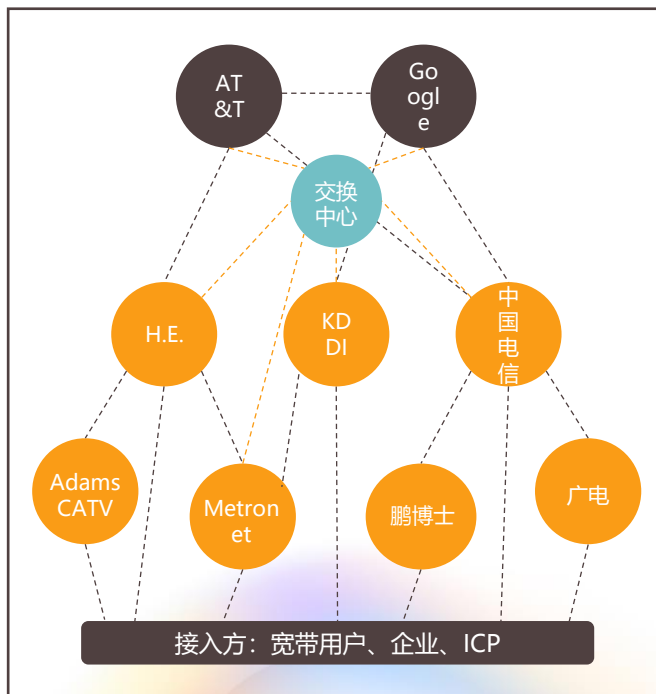 AT
&T
Go
ogl
e
交换
中心
H.E.
KD
DI
中
国
电
信
Adams
CATV
Metron
et
鹏博士
广电
接入方：宽带用户、企业、ICP